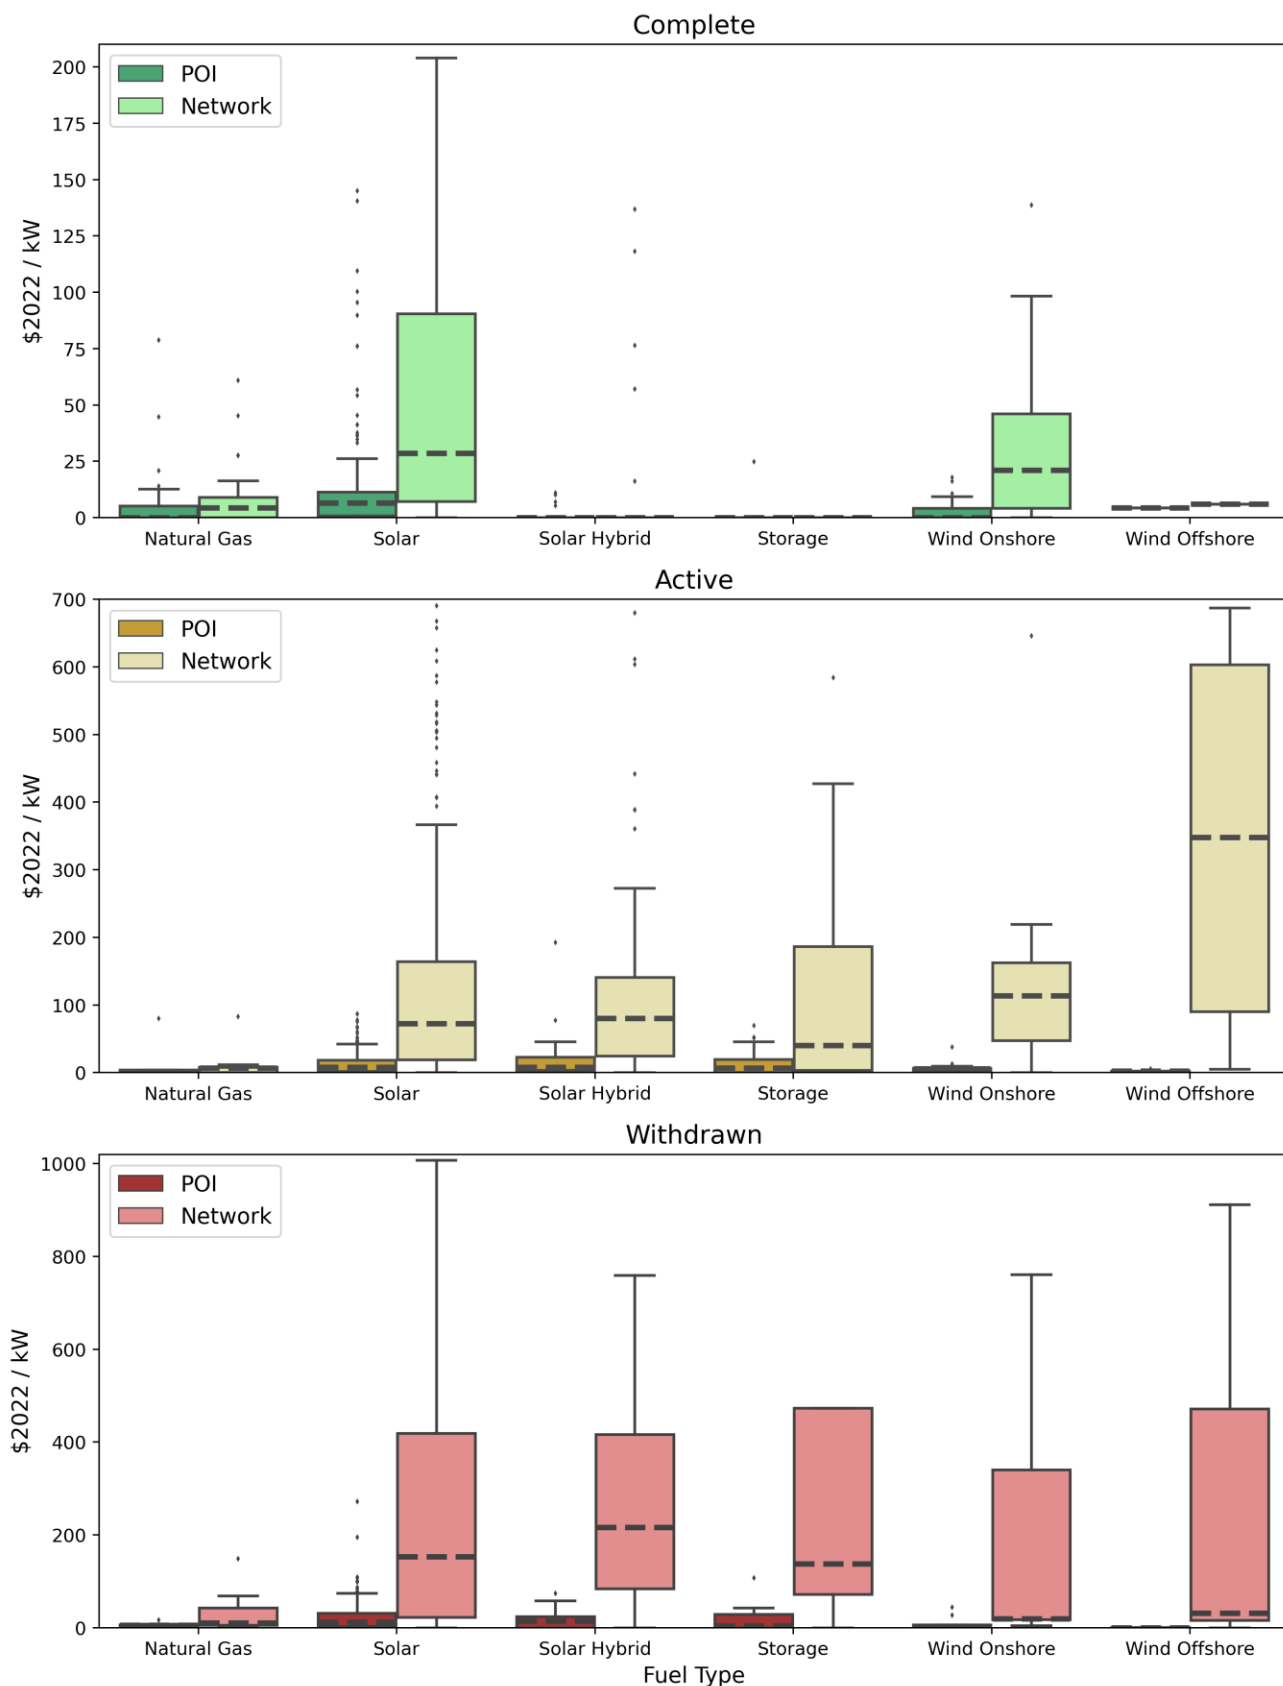 Complete
POI
Network
200
175
150
125
100
75
50
25
0
$2022 / kW
Natural Gas Solar Solar Hybrid Storage Wind Onshore Wind Offshore
Active
POI
Network
700
600
500
400
300
200
100
0
$2022 / kW
Natural Gas Solar Solar Hybrid Storage Wind Onshore Wind Offshore
Withdrawn
POI
Network
1000
800
600
400
200
0
$2022 / kW
Natural Gas Solar Solar Hybrid Storage Wind Onshore Wind Offshore
Fuel Type